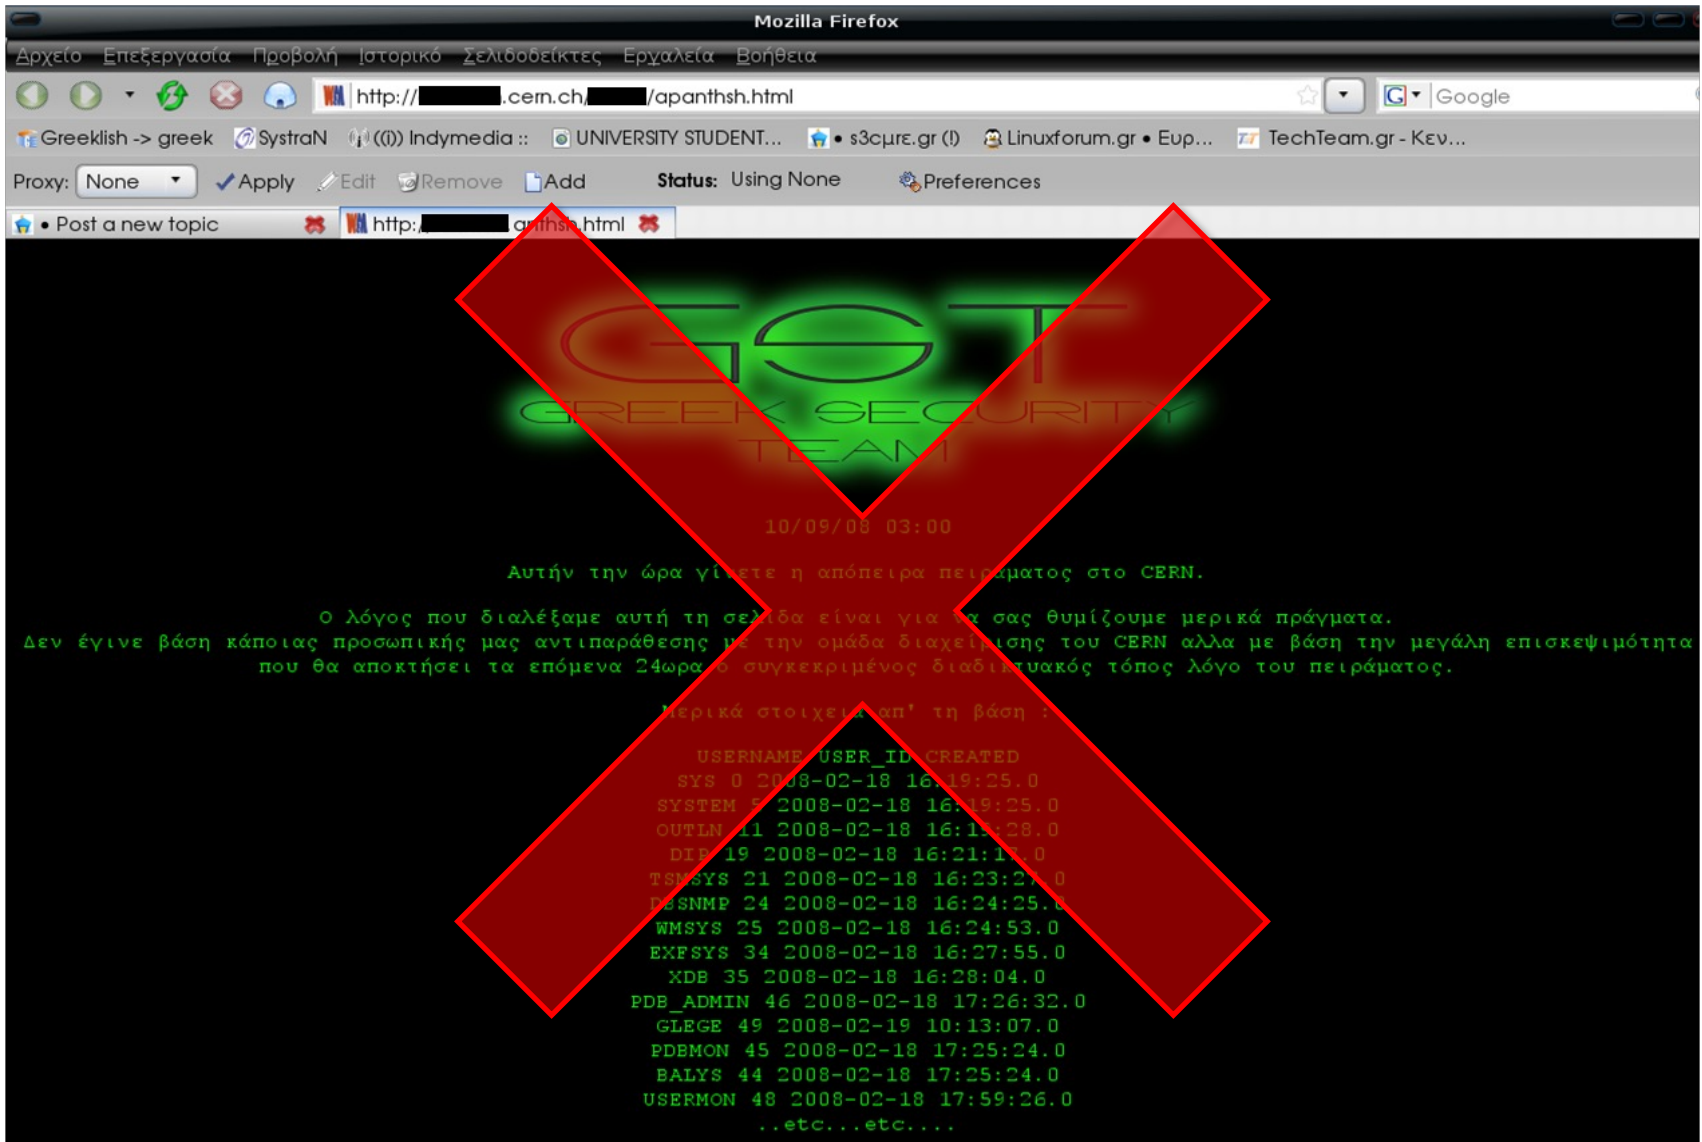 Mozilla Firefox
Αρχείο Επεξεργασία Προβολή Ιστορικό Σελιδοδείκτες Εργαλεία Βοήθεια
http:// .cern.ch/ /apanthsh.html
G Google
Greeklish -> greek SystraN ((i)) Indymedia :: UNIVERSITY STUDENT... • s3cμrε.gr (!) Linuxforum.gr • Ευρ... TechTeam.gr - Κεν...
Proxy: None Apply Edit Remove Add Status: Using None Preferences
• Post a new topic http:/ anthsh.html
GST
GREEK SECURITY
TEAM
10/09/08 03:00
Αυτήν την ώρα γίνετε η απόπειρα πειράματος στο CERN.
Ο λόγος που διαλέξαμε αυτή τη σελίδα είναι για να σας θυμίζουμε μερικά πράγματα.
Δεν έγινε βάση κάποιας προσωπικής μας αντιπαράθεσης με την ομάδα διαχείρισης του CERN αλλα με βάση την μεγάλη επισκεψιμότητα
που θα αποκτήσει τα επόμενα 24ωρα ο συγκεκριμένος διαδικτυακός τόπος λόγο του πειράματος.
Μερικά στοιχεια απ' τη βάση :
USERNAME USER_ID CREATED
SYS 0 2008-02-18 16:19:25.0
SYSTEM 5 2008-02-18 16:19:25.0
OUTLN 11 2008-02-18 16:19:28.0
DIP 19 2008-02-18 16:21:17.0
TSMSYS 21 2008-02-18 16:23:27.0
DBSNMP 24 2008-02-18 16:24:25.0
WMSYS 25 2008-02-18 16:24:53.0
EXFSYS 34 2008-02-18 16:27:55.0
XDB 35 2008-02-18 16:28:04.0
PDB_ADMIN 46 2008-02-18 17:26:32.0
GLEGE 49 2008-02-19 10:13:07.0
PDBMON 45 2008-02-18 17:25:24.0
BALYS 44 2008-02-18 17:25:24.0
USERMON 48 2008-02-18 17:59:26.0
..etc...etc....